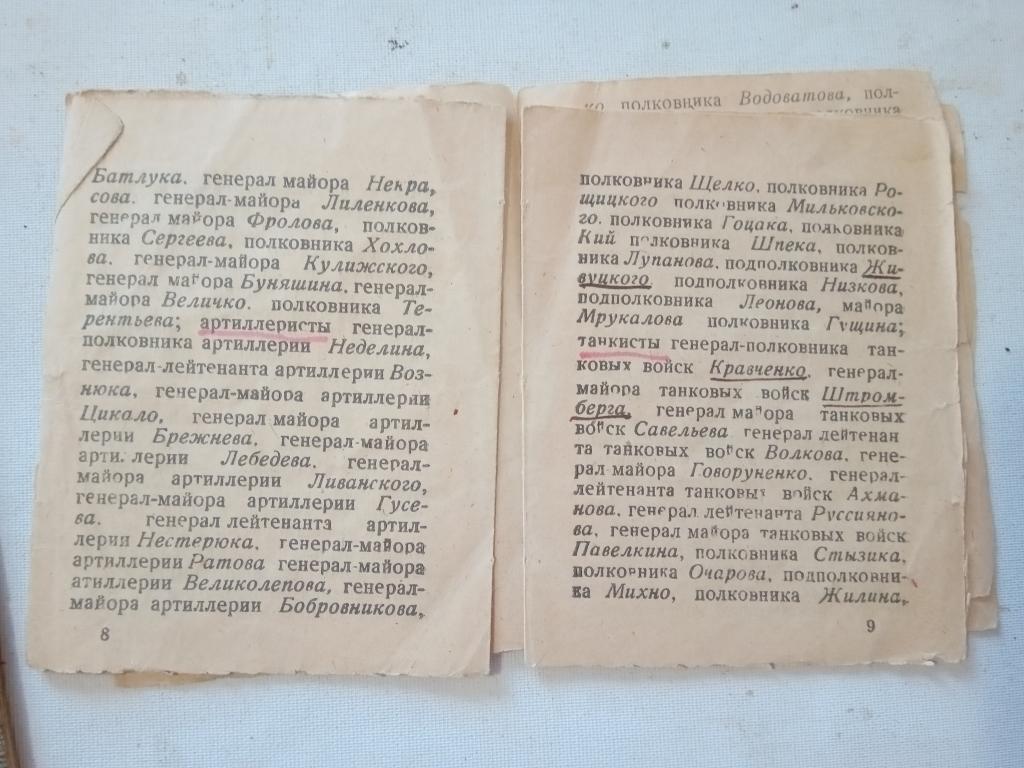 Батлука, генерал майора Некра,
сова, генерал-майора Лиленкова,
генерал майора Фролова, полков-
ника Сергеева, полковника Хохло-
ва, генерал-майора Кулижского,
генерал майора Буняшина, генерал-
майора Величко, полковника Те-
рентьева; артиллеристы генерал-
полковника артиллерии Неделина,
генерал-лейтенанта артиллерии Воз-
нюка, генерал-майора артиллерии
Цикало, генерал майора артил-
лерии Брежнева, генерал-майора
артиллерии Лебедева, генерал-
майора артиллерии Ливанского,
генерал-майора артиллерии Гусе-
ва, генерал лейтенанта артил-
лерия Нестерюка, генерал-майора
артиллерии Ратова генерал-майора
атиллерии Великолепова, генерал-
майора артиллерии Бобровникова,
8
ко, полковника Водоватова, пол-
полковника
полковника Щелко, полковника Ро-
щицкого полковника Мильковско-
го, полковника Гоцака, полковника
Кий полковника Шпека, полков-
ника Лупанова, подполковника Жи-
вуцкого, подполковника Низкова,
подполковника Леонова, майора
Мрукалова полковника Гущина;
танкисты генерал-полковника тан-
ковых войск Кравченко, генерал-
майора танковых войск Штром-
берга, генерал майора танковых
войск Савельева генерал лейтенан
та танковых войск Волкова, гене-
рал майора Говоруненко, генерал-
лейтенанта танковых войск Ахма-
нова, генерал лейтенанта Руссияно-
ва, генерал майора танковых войск
Павелкина, полковника Стызика,
полковника Очарова, подполковни-
ка Михно, полковника Жилина,
9